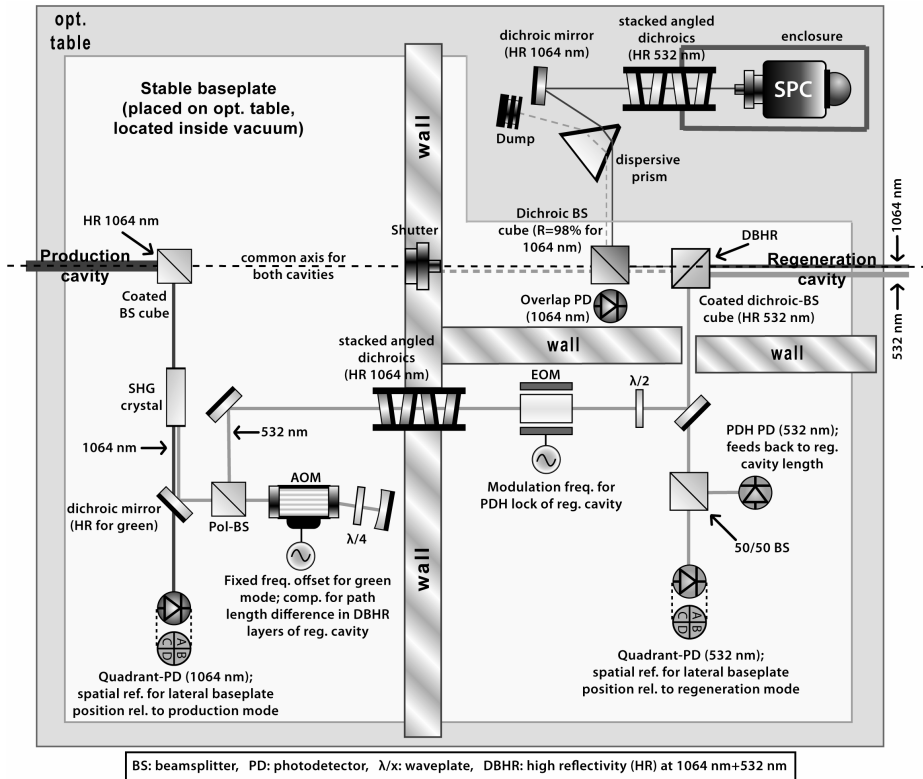 opt.
table
Stable baseplate
(placed on opt. table,
located inside vacuum)
wall
dichroic mirror
(HR 1064 nm)
stacked angled
dichroics
(HR 532 nm)
enclosure
SPC
Dump
dispersive
prism
HR 1064 nm
Production
cavity
Coated
BS cube
common axis for
both cavities
Shutter
Dichroic BS
cube (R=98% for
1064 nm)
DBHR
Regeneration
cavity
1064 nm
532 nm
Overlap PD
(1064 nm)
Coated dichroic-BS
cube (HR 532 nm)
wall
wall
stacked angled
dichroics
(HR 1064 nm)
SHG
crystal
1064 nm
532 nm
EOM
λ/2
Modulation freq. for
PDH lock of reg. cavity
PDH PD (532 nm);
feeds back to reg.
cavity length
dichroic mirror
(HR for green)
Pol-BS
AOM
λ/4
50/50 BS
wall
Fixed freq. offset for green
mode; comp. for path
length difference in DBHR
layers of reg. cavity
A B
C D
Quadrant-PD (1064 nm);
spatial ref. for lateral baseplate
position rel. to production mode
A B
C D
Quadrant-PD (532 nm);
spatial ref. for lateral baseplate
position rel. to regeneration mode
BS: beamsplitter, PD: photodetector, λ/x: waveplate, DBHR: high reflectivity (HR) at 1064 nm+532 nm